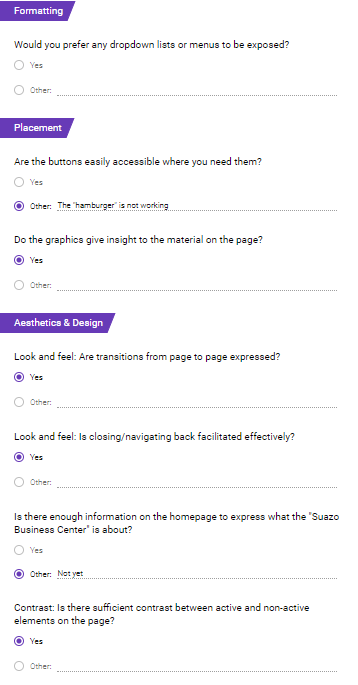 Formatting
Would you prefer any dropdown lists or menus to be exposed?
Yes
Other:
Placement
Are the buttons easily accessible where you need them?
Yes
Other: The "hamburger" is not working
Do the graphics give insight to the material on the page?
Yes
Other:
Aesthetics & Design
Look and feel: Are transitions from page to page expressed?
Yes
Other:
Look and feel: Is closing/navigating back facilitated effectively?
Yes
Other:
Is there enough information on the homepage to express what the "Suazo
Business Center" is about?
Yes
Other: Not yet
Contrast: Is there sufficient contrast between active and non-active
elements on the page?
Yes
Other: